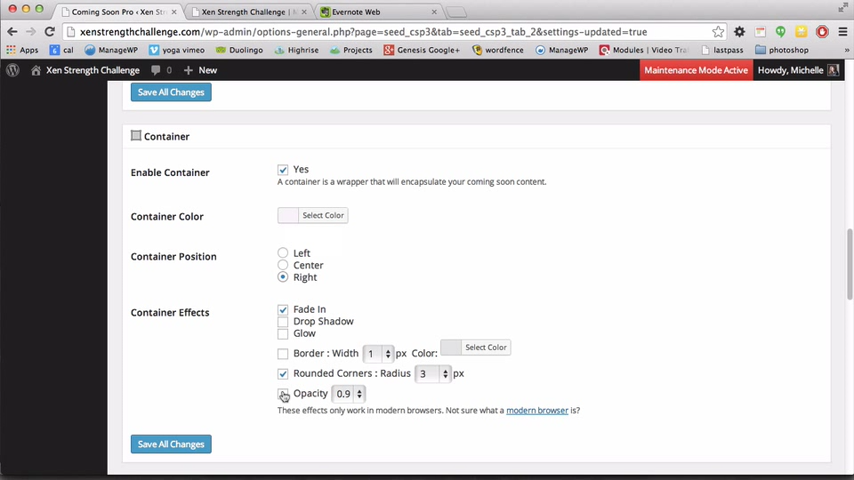 Coming Soon Pro ‹ Xen Str
Xen Strength Challenge |
Evernote Web
xenstrengthchallenge.com/wp-admin/options-general.php?page=seed_csp3&tab=seed_csp3_tab_2&settings-updated=true
Apps cal ManageWP yoga vimeo Duolingo Highrise Projects Genesis Google+ wordfence ManageWP Modules | Video Tra lastpass photoshop
Xen Strength Challenge 0 + New Maintenance Mode Active Howdy, Michelle
Save All Changes
Container
Enable Container Yes
A container is a wrapper that will encapsulate your coming soon content.
Container Color Select Color
Container Position Left
Center
Right
Container Effects Fade In
Drop Shadow
Glow
Border : Width 1 px Color: Select Color
Rounded Corners : Radius 3 px
Opacity 0.9
These effects only work in modern browsers. Not sure what a modern browser is?
Save All Changes